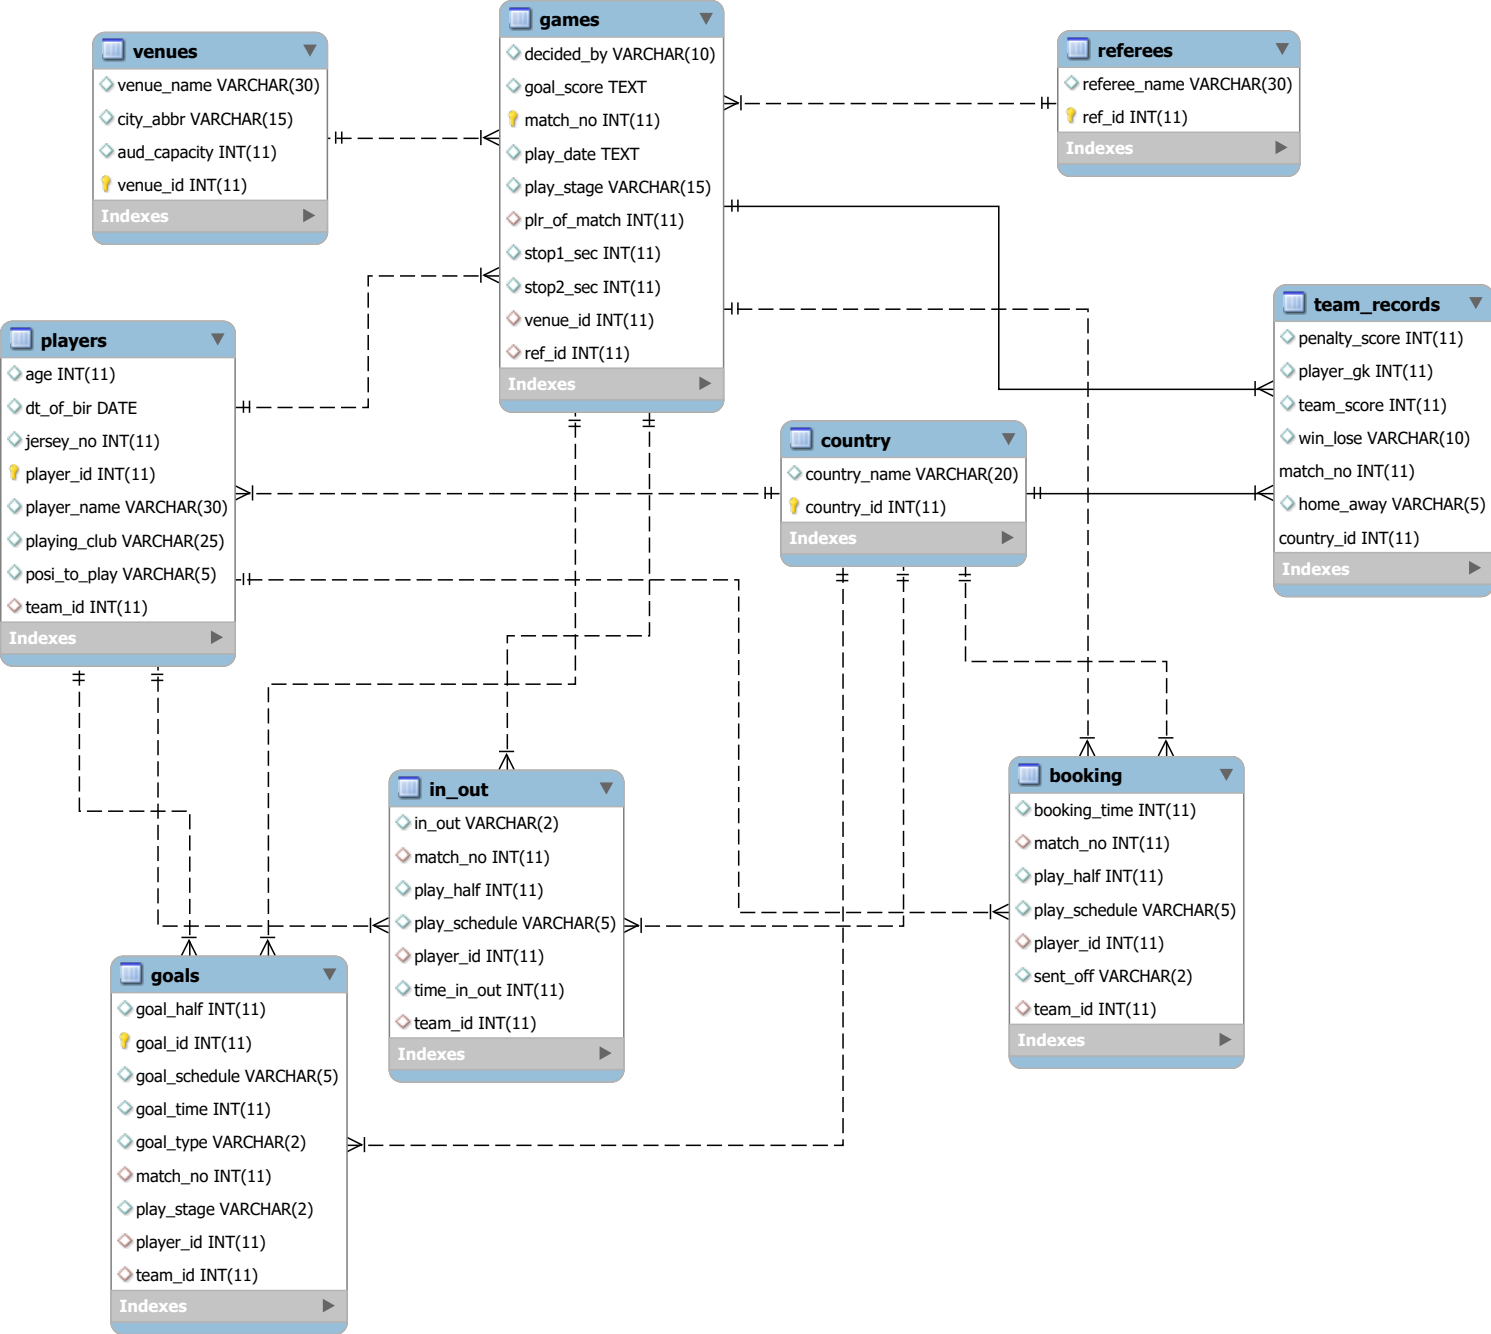 games
decided_by VARCHAR(10)
goal_score TEXT
match_no INT(11)
play_date TEXT
play_stage VARCHAR(15)
plr_of_match INT(11)
stop1_sec INT(11)
stop2_sec INT(11)
venue_id INT(11)
ref_id INT(11)
Indexes
venues
venue_name VARCHAR(30)
city_abbr VARCHAR(15)
aud_capacity INT(11)
venue_id INT(11)
Indexes
referees
referee_name VARCHAR(30)
ref_id INT(11)
Indexes
team_records
penalty_score INT(11)
player_gk INT(11)
team_score INT(11)
win_lose VARCHAR(10)
match_no INT(11)
home_away VARCHAR(5)
country_id INT(11)
Indexes
players
age INT(11)
dt_of_bir DATE
jersey_no INT(11)
player_id INT(11)
player_name VARCHAR(30)
playing_club VARCHAR(25)
posi_to_play VARCHAR(5)
team_id INT(11)
Indexes
country
country_name VARCHAR(20)
country_id INT(11)
Indexes
in_out
in_out VARCHAR(2)
match_no INT(11)
play_half INT(11)
play_schedule VARCHAR(5)
player_id INT(11)
time_in_out INT(11)
team_id INT(11)
Indexes
booking
booking_time INT(11)
match_no INT(11)
play_half INT(11)
play_schedule VARCHAR(5)
player_id INT(11)
sent_off VARCHAR(2)
team_id INT(11)
Indexes
goals
goal_half INT(11)
goal_id INT(11)
goal_schedule VARCHAR(5)
goal_time INT(11)
goal_type VARCHAR(2)
match_no INT(11)
play_stage VARCHAR(2)
player_id INT(11)
team_id INT(11)
Indexes